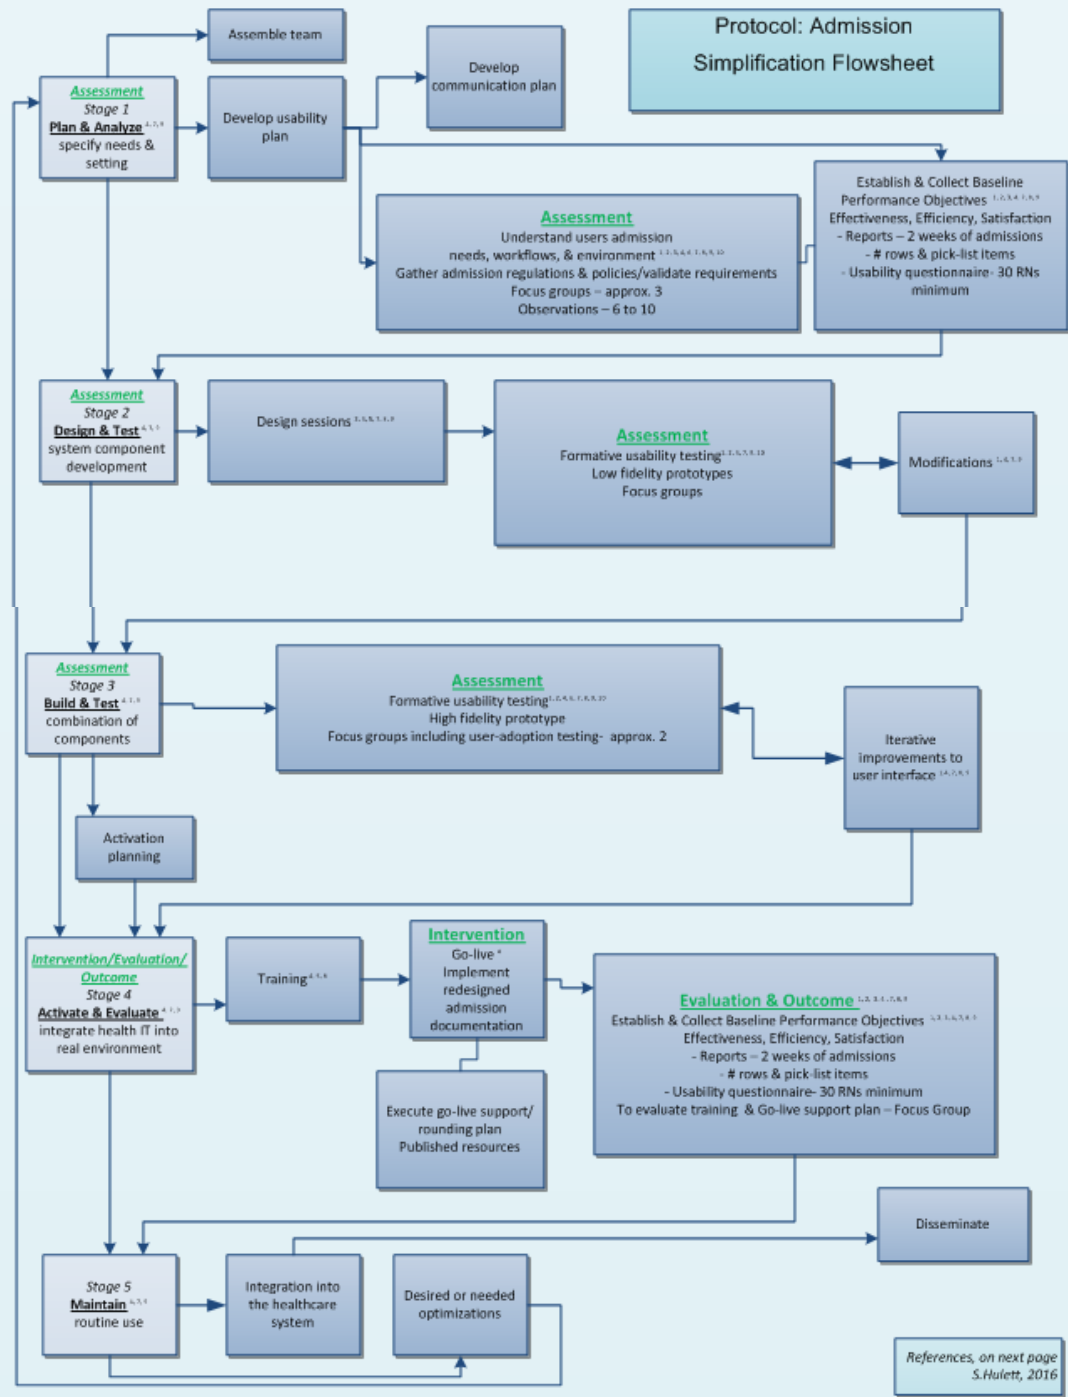 Protocol: Admission
Simplification Flowsheet
Assemble team
Develop
communication plan
Assessment
Stage 1
Plan & Analyze
specify needs &
setting
Develop usability
plan
Establish & Collect Baseline
Performance Objectives
Effectiveness, Efficiency, Satisfaction
- Reports – 2 weeks of admissions
- # rows & pick-list items
- Usability questionnaire- 30 RNs
minimum
Assessment
Understand users admission
needs, workflows, & environment
Gather admission regulations & policies/validate requirements
Focus groups – approx. 3
Observations – 6 to 10
Assessment
Stage 2
Design & Test
system component
development
Design sessions
Assessment
Formative usability testing
Low fidelity prototypes
Focus groups
Modifications
Assessment
Stage 3
Build & Test
combination of
components
Assessment
Formative usability testing
High fidelity prototype
Focus groups including user-adoption testing- approx. 2
Iterative
improvements to
user interface
Activation
planning
Intervention/Evaluation/
Outcome
Stage 4
Activate & Evaluate
integrate health IT into
real environment
Training
Intervention
Go-live
Implement
redesigned
admission
documentation
Execute go-live support/
rounding plan
Published resources
Evaluation & Outcome
Establish & Collect Baseline Performance Objectives
Effectiveness, Efficiency, Satisfaction
- Reports – 2 weeks of admissions
- # rows & pick-list items
- Usability questionnaire- 30 RNs minimum
To evaluate training & Go-live support plan – Focus Group
Disseminate
Stage 5
Maintain
routine use
Integration into
the healthcare
system
Desired or needed
optimizations
References, on next page
S.Hulett, 2016